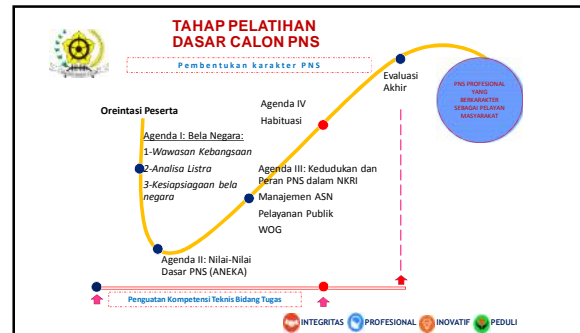 TAHAP PELATIHAN
DASAR CALON PNS
Pembentukan karakter PNS
Evaluasi
Akhir
PNS PROFESIONAL
YANG
BERKARAKTER
SEBAGAI PELAYAN
MASYARAKAT
Agenda IV
Habituasi
Oreintasi Peserta
Agenda I: Bela Negara:
1-Wawasan Kebangsaan
2-Analisa Listra
3-Kesiapsiagaan bela
negara
Agenda III: Kedudukan dan
Peran PNS dalam NKRI
Manajemen ASN
Pelayanan Publik
WOG
Agenda II: Nilai-Nilai
Dasar PNS (ANEKA)
Penguatan Kompetensi Teknis Bidang Tugas
INTEGRITAS PROFESIONAL INOVATIF PEDULI